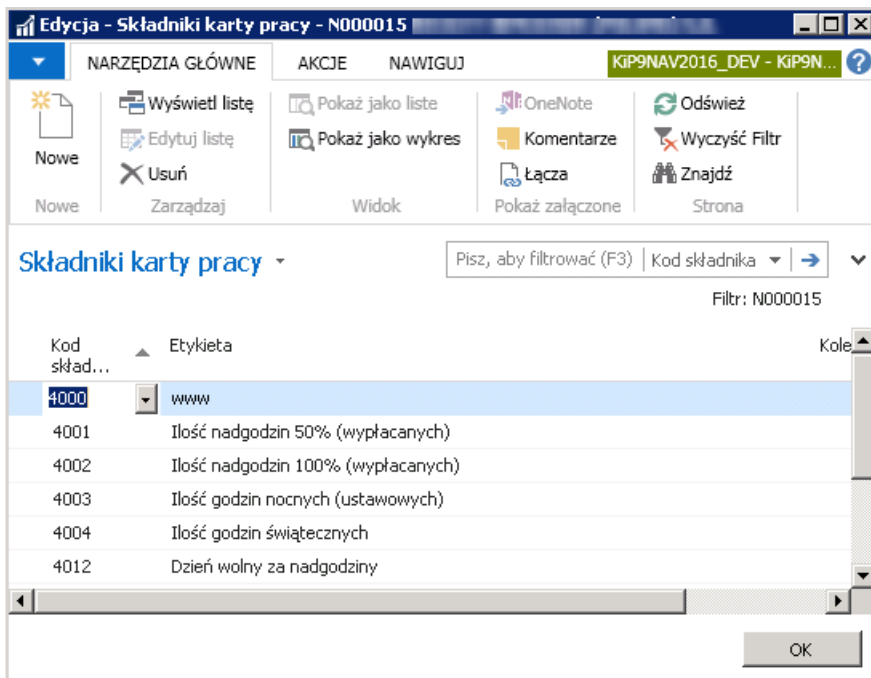 Edycja - Składniki karty pracy - N000015
NARZĘDZIA GŁÓWNE AKCJE NAWIGUJ KiP9NAV2016_DEV - KiP9N... ?
Nowe
Wyświetl listę
Edytuj listę
Usuń
Pokaż jako liste
Pokaż jako wykres
OneNote
Komentarze
Łącza
Odśwież
Wyczyść Filtr
Znajdź
Nowe Zarządzaj Widok Pokaż załączone Strona
Składniki karty pracy
Pisz, aby filtrować (F3) Kod składnika
Filtr: N000015
Kod skład... Etykieta Kole
4000 www
4001 Ilość nadgodzin 50% (wypłacanych)
4002 Ilość nadgodzin 100% (wypłacanych)
4003 Ilość godzin nocnych (ustawowych)
4004 Ilość godzin świątecznych
4012 Dzień wolny za nadgodziny
OK